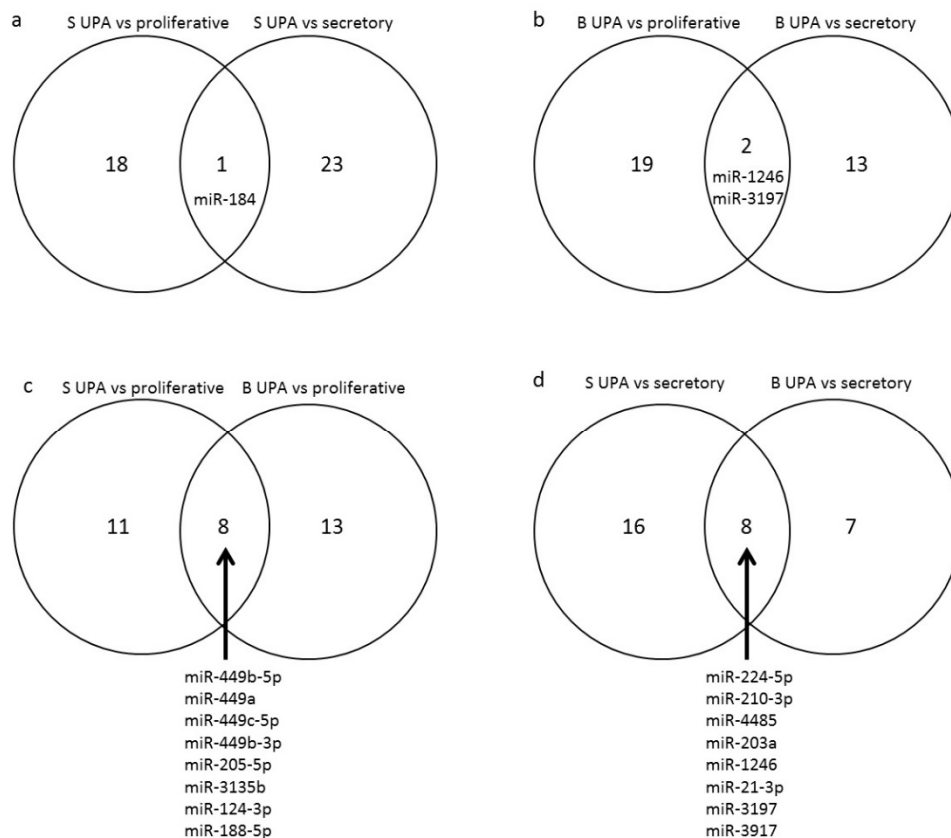 a
S UPA vs proliferative S UPA vs secretory
18 1 23
miR-184
b
B UPA vs proliferative B UPA vs secretory
19 2 13
miR-1246
miR-3197
c
S UPA vs proliferative B UPA vs proliferative
11 8 13
miR-449b-5p
miR-449a
miR-449c-5p
miR-449b-3p
miR-205-5p
miR-3135b
miR-124-3p
miR-188-5p
d
S UPA vs secretory B UPA vs secretory
16 8 7
miR-224-5p
miR-210-3p
miR-4485
miR-203a
miR-1246
miR-21-3p
miR-3197
miR-3917